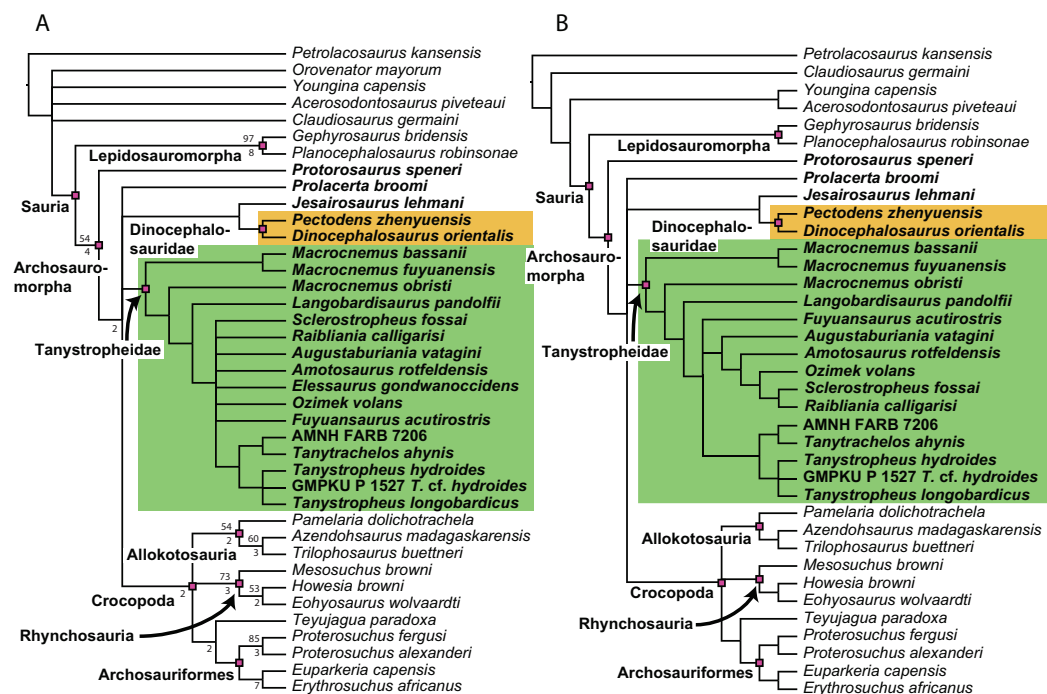 A
Petrolacosaurus kansensis
Orovenator mayorum
Youngina capensis
Acerosodontosaurus piveteaui
Claudiosaurus germaini
97
Gephyrosaurus bridensis
Lepidosauromorpha
8
Planocephalosaurus robinsonae
Protorosaurus speneri
Prolacerta broomi
Sauria
Jesairosaurus lehmani
Dinocephalo-
sauridae
Pectodens zhenyuensis
54
4
Dinocephalosaurus orientalis
Archosauro-
morpha
Macrocnemus bassanii
Macrocnemus fuyuanensis
Macrocnemus obristi
Langobardisaurus pandolfii
2
Sclerostropheus fossai
Tanystropheidae
Raibliania calligarisi
Augustaburiania vatagini
Amotosaurus rotfeldensis
Elessaurus gondwanoccidens
Ozimek volans
Fuyuansaurus acutirostris
AMNH FARB 7206
Tanytrachelos ahynis
Tanystropheus hydroides
GMPKU P 1527 T. cf. hydroides
Tanystropheus longobardicus
Pamelaria dolichotrachela
54
2
Allokotosauria
60
3
Azendohsaurus madagaskarensis
Trilophosaurus buettneri
Mesosuchus browni
73
3
Crocopoda
2
53
2
Howesia browni
Eohyosaurus wolvaardti
Rhynchosauria
Teyujagua paradoxa
2
85
3
Proterosuchus fergusi
Proterosuchus alexanderi
Archosauriformes
Euparkeria capensis
7
Erythrosuchus africanus
B
Petrolacosaurus kansensis
Claudiosaurus germaini
Youngina capensis
Acerosodontosaurus piveteaui
Gephyrosaurus bridensis
Lepidosauromorpha
Planocephalosaurus robinsonae
Protorosaurus speneri
Prolacerta broomi
Sauria
Jesairosaurus lehmani
Dinocephalo-
sauridae
Pectodens zhenyuensis
Dinocephalosaurus orientalis
Archosauro-
morpha
Macrocnemus bassanii
Macrocnemus fuyuanensis
Macrocnemus obristi
Langobardisaurus pandolfii
Fuyuansaurus acutirostris
Tanystropheidae
Augustaburiania vatagini
Amotosaurus rotfeldensis
Ozimek volans
Sclerostropheus fossai
Raibliania calligarisi
AMNH FARB 7206
Tanytrachelos ahynis
Tanystropheus hydroides
GMPKU P 1527 T. cf. hydroides
Tanystropheus longobardicus
Pamelaria dolichotrachela
Allokotosauria
Azendohsaurus madagaskarensis
Trilophosaurus buettneri
Mesosuchus browni
Crocopoda
Howesia browni
Eohyosaurus wolvaardti
Rhynchosauria
Teyujagua paradoxa
Proterosuchus fergusi
Proterosuchus alexanderi
Archosauriformes
Euparkeria capensis
Erythrosuchus africanus